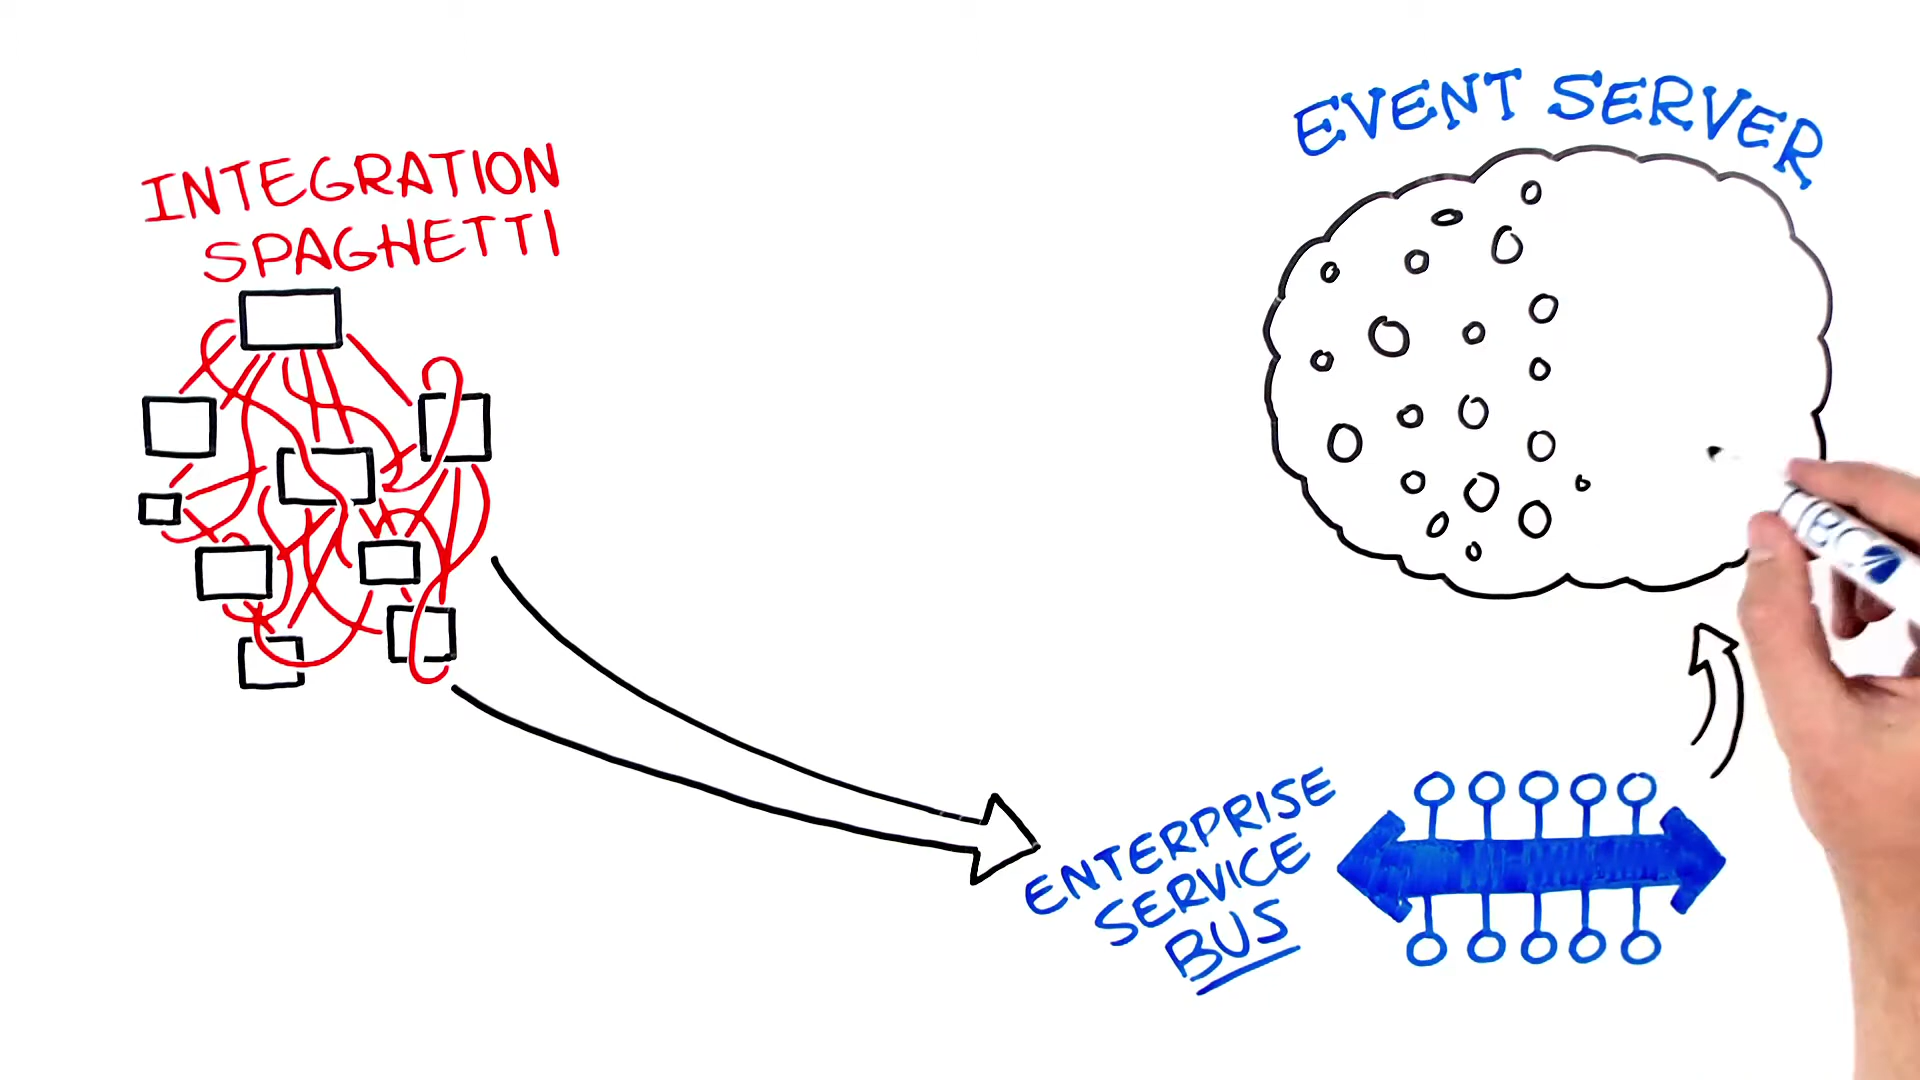 INTEGRATION
SPAGHETTI
EVENT SERVER
ENTERPRISE
SERVICE
BUS